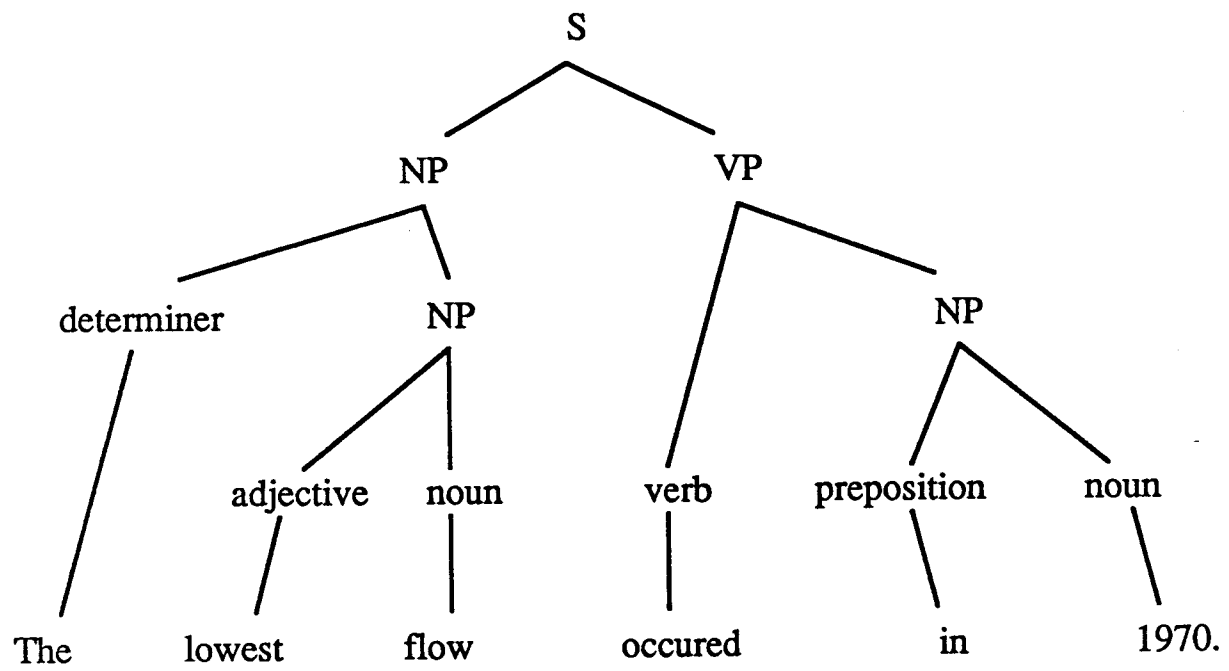 S
NP VP
determiner NP NP
adjective noun verb preposition noun
The lowest flow occured in 1970.